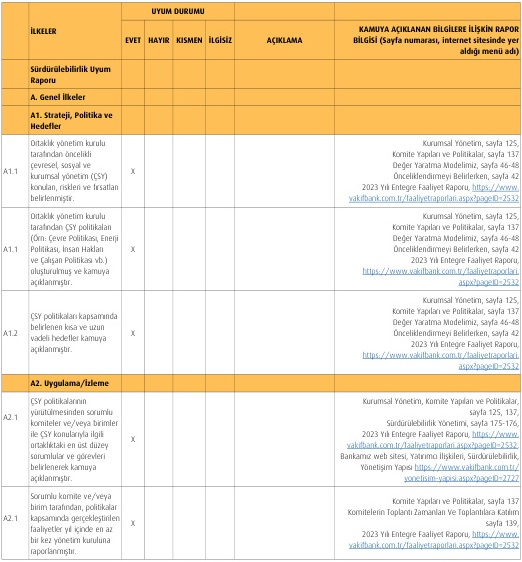 UYUM DURUMU
İLKELER
EVET HAYIR KISMEN İLGİSİZ
AÇIKLAMA
KAMUYA AÇIKLANAN BİLGİLERE İLİŞKİN RAPOR
BİLGİSİ (Sayfa numarası, internet sitesinde yer
aldığı menü adı)
Sürdürülebilirlik Uyum
Raporu
A. Genel İlkeler
A1. Strateji, Politika ve
Hedefler
A1.1
Ortaklık yönetim kurulu
tarafından öncelikli
çevresel, sosyal ve
kurumsal yönetim (ÇSY)
konuları, riskleri ve fırsatları
belirlenmiştir.
X
Kurumsal Yönetim, sayfa 125,
Komite Yapıları ve Politikalar, sayfa 137
Değer Yaratma Modelimiz, sayfa 46-48
Önceliklendirmeyi Belirlerken, sayfa 42
2023 Yılı Entegre Faaliyet Raporu, https://www.
vakifbank.com.tr/faaliyetraporlari.aspx?pageID=2532
A1.1
Ortaklık yönetim kurulu
tarafından ÇSY politikaları
(Örn: Çevre Politikası, Enerji
Politikası, İnsan Hakları
ve Çalışan Politikası vb.)
oluşturulmuş ve kamuya
açıklanmıştır.
X
Kurumsal Yönetim, sayfa 125,
Komite Yapıları ve Politikalar, sayfa 137
Değer Yaratma Modelimiz, sayfa 46-48
Önceliklendirmeyi Belirlerken, sayfa 42
2023 Yılı Entegre Faaliyet Raporu,
https://www.vakifbank.com.tr/faaliyetraporlari.
aspx?pageID=2532
A1.2
ÇSY politikaları kapsamında
belirlenen kısa ve uzun
vadeli hedefler kamuya
açıklanmıştır.
X
Kurumsal Yönetim, sayfa 125,
Komite Yapıları ve Politikalar, sayfa 137
Değer Yaratma Modelimiz, sayfa 46-48
Önceliklendirmeyi Belirlerken, sayfa 42
2023 Yılı Entegre Faaliyet Raporu,
https://www.vakifbank.com.tr/faaliyetraporlari.
aspx?pageID=2532
A2. Uygulama/İzleme
A2.1
ÇSY politikalarının
yürütülmesinden sorumlu
komiteler ve/veya birimler
ile ÇSY konularıyla ilgili
ortaklıktaki en üst düzey
sorumlular ve görevleri
belirlenerek kamuya
açıklanmıştır.
X
Kurumsal Yönetim, Komite Yapıları ve Politikalar,
sayfa 125, 137,
Sürdürülebilirlik Yönetimi, sayfa 175-176,
2023 Yılı Entegre Faaliyet Raporu, https://www.
vakifbank.com.tr/faaliyetraporlari.aspx?pageID=2532,
Bankamız web sitesi, Yatırımcı İlişkileri, Sürdürülebilirlik,
Yönetişim Yapısı https://www.vakifbank.com.tr/
yonetisim-yapisi.aspx?pageID=2727
A2.1
Sorumlu komite ve/veya
birim tarafından, politikalar
kapsamında gerçekleştirilen
faaliyetler yıl içinde en az
bir kez yönetim kuruluna
raporlanmıştır.
X
Komite Yapıları ve Politikalar, sayfa 137
Komitelerin Toplantı Zamanları Ve Toplantılara Katılım
sayfa 139,
2023 Yılı Entegre Faaliyet Raporu, https://www.
vakifbank.com.tr/faaliyetraporlari.aspx?pageID=2532